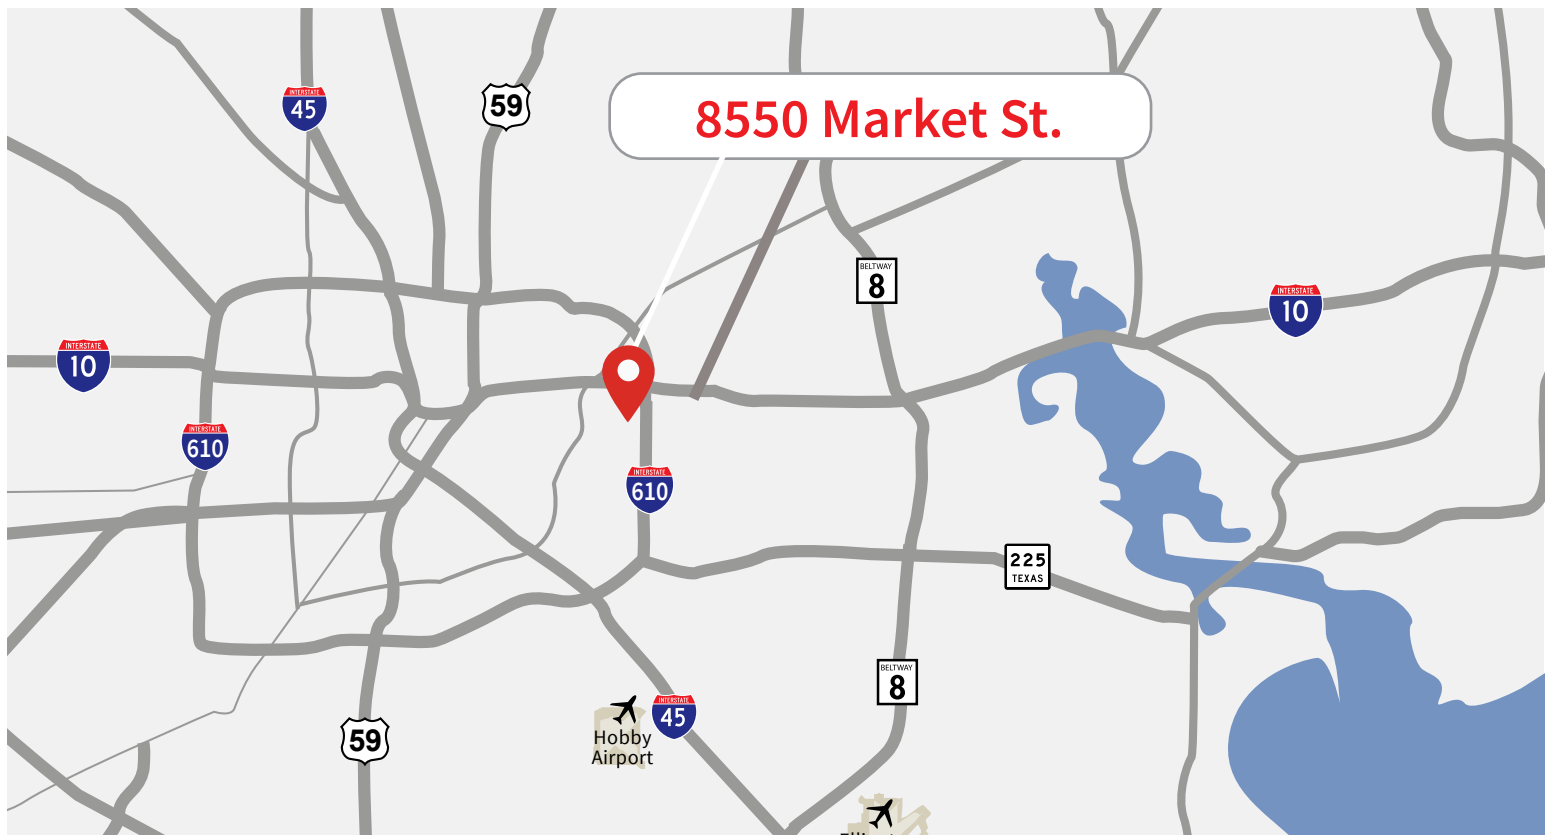 INTERSTATE
45
59
8550 Market St.
BELTWAY
8
INTERSTATE
10
INTERSTATE
10
INTERSTATE
610
INTERSTATE
610
225
TEXAS
BELTWAY
8
INTERSTATE
45
59
Hobby
Airport